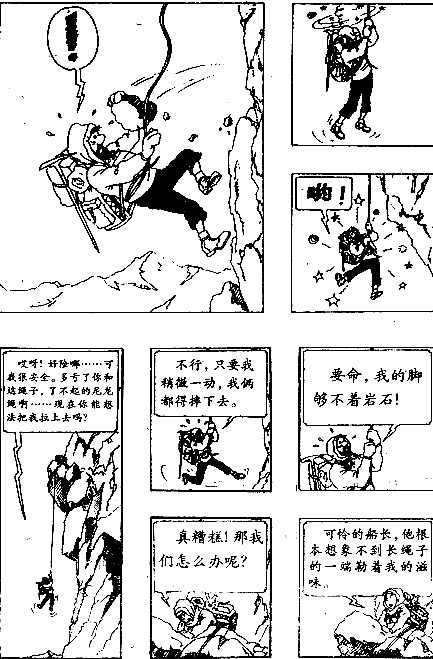 !
哟!
哎呀!好险哪……可
我很安全。多亏了你和
这绳子,了不起的尼龙
绳啊……现在你能想
法把我拉上去吗?
不行,只要我
稍微一动,我俩
都得摔下去。
要命,我的脚
够不着岩石!
真糟糕!那我
们怎么办呢?
可怜的船长,他根
本想象不到长绳子
的一端勒着我的滋
味。